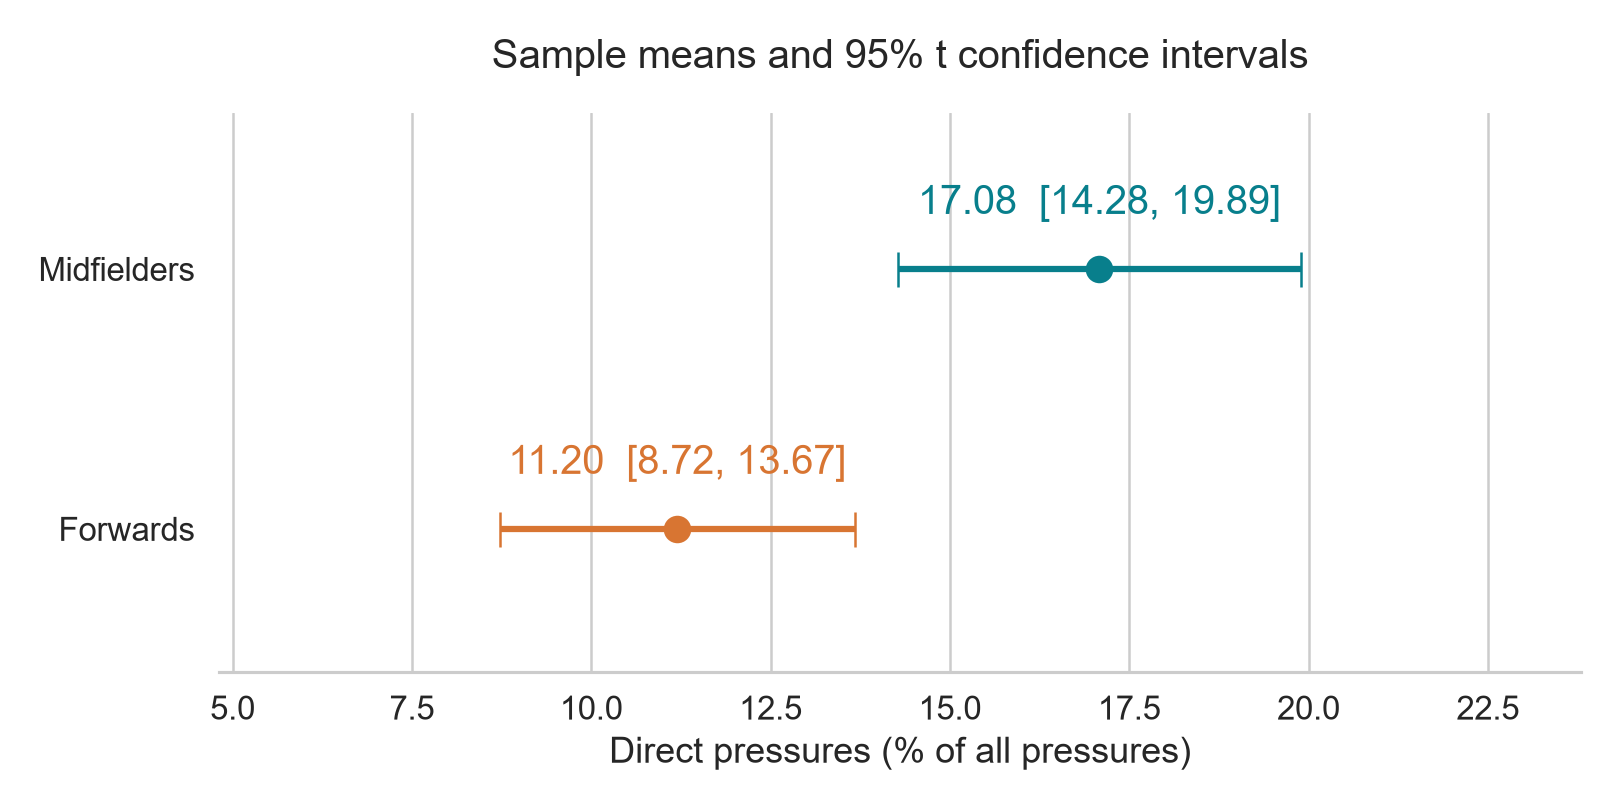 Sample means and 95% t confidence intervals
17.08 [14.28, 19.89]
Midfielders
11.20 [8.72, 13.67]
Forwards
5.0 7.5 10.0 12.5 15.0 17.5 20.0 22.5
Direct pressures (% of all pressures)